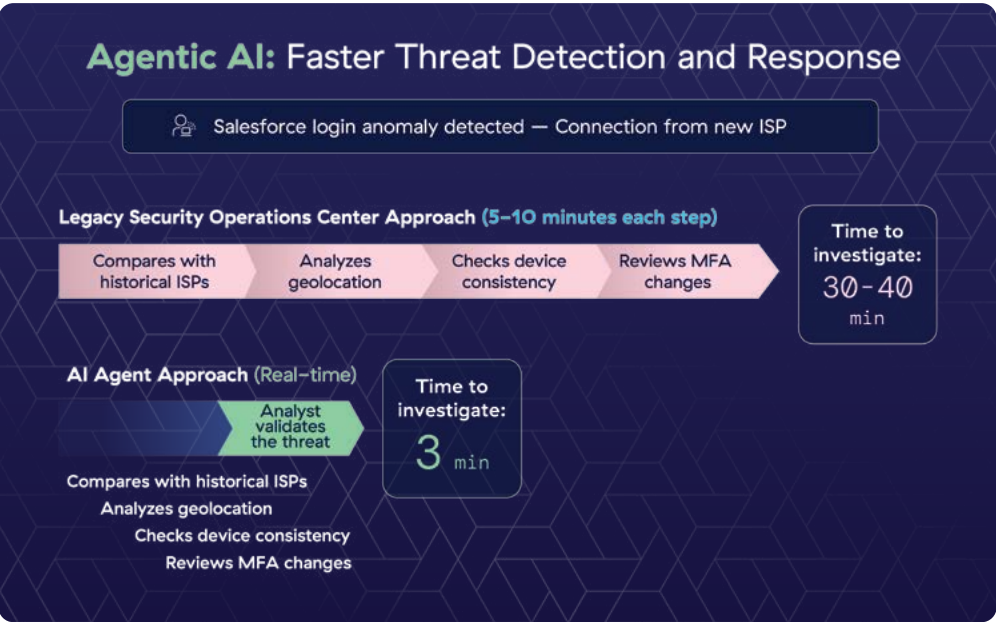 Agentic AI: Faster Threat Detection and Response
Salesforce login anomaly detected — Connection from new ISP
Legacy Security Operations Center Approach (5–10 minutes each step)
Compares with
historical ISPs
Analyzes
geolocation
Checks device
consistency
Reviews MFA
changes
Time to
investigate:
30-40
min
AI Agent Approach (Real-time)
Analyst
validates
the threat
Time to
investigate:
3 min
Compares with historical ISPs
Analyzes geolocation
Checks device consistency
Reviews MFA changes